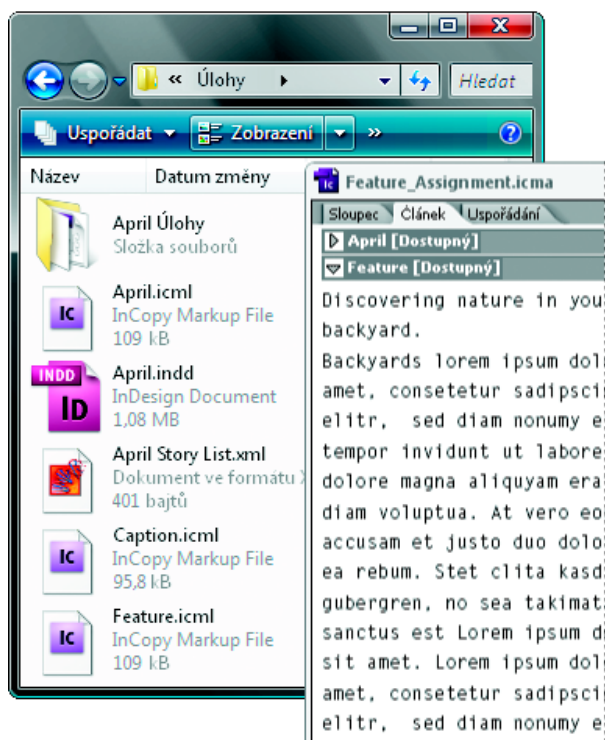 « Úlohy
Hledat
Uspořádat
Zobrazení
»
?
Název
Datum změny
April Úlohy
Složka souborů
IC
April.icml
InCopy Markup File
109 kB
INDD
ID
April.indd
InDesign Document
1,08 MB
April Story List.xml
Dokument ve formátu
401 bajtů
IC
Caption.icml
InCopy Markup File
95,8 kB
IC
Feature.icml
InCopy Markup File
109 kB
Ic
Feature_Assignment.icma
Sloupec Článek Uspořádání
April [Dostupný]
Feature [Dostupný]
Discovering nature in you
backyard.
Backyards lorem ipsum dol
amet, consetetur sadipsci
elitr, sed diam nonumy e
tempor invidunt ut labore
dolore magna aliquyam era
diam voluptua. At vero eo
accusam et justo duo dolo
ea rebum. Stet clita kasd
gubergren, no sea takimat
sanctus est Lorem ipsum d
sit amet. Lorem ipsum dol
amet, consetetur sadipsci
elitr, sed diam nonumy e